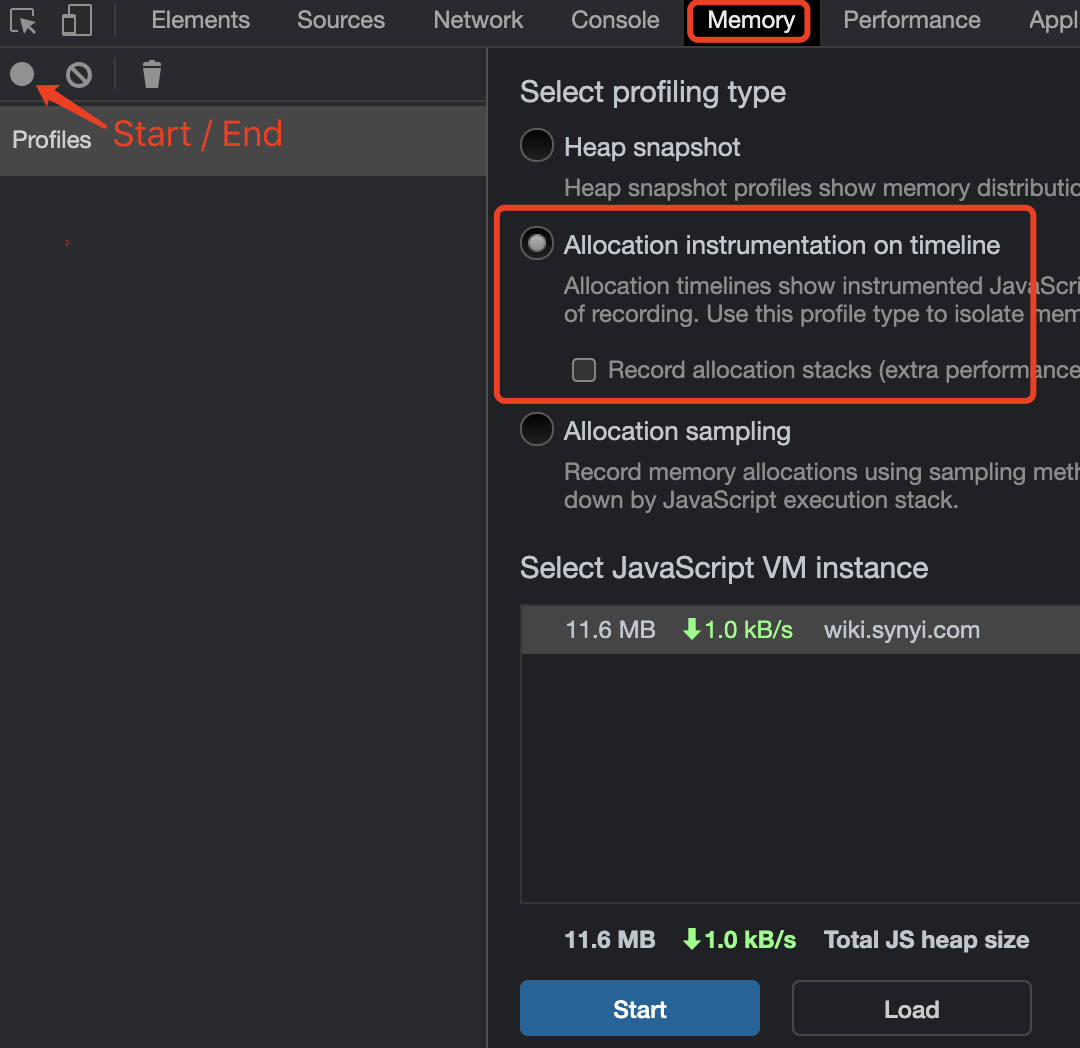 Elements Sources Network Console Memory Performance Appl
Start / End
Profiles
Select profiling type
Heap snapshot
Heap snapshot profiles show memory distributio
Allocation instrumentation on timeline
Allocation timelines show instrumented JavaScri
of recording. Use this profile type to isolate mem
Record allocation stacks (extra performance
Allocation sampling
Record memory allocations using sampling meth
down by JavaScript execution stack.
Select JavaScript VM instance
11.6 MB 1.0 kB/s wiki.synyi.com
11.6 MB 1.0 kB/s Total JS heap size
Start Load